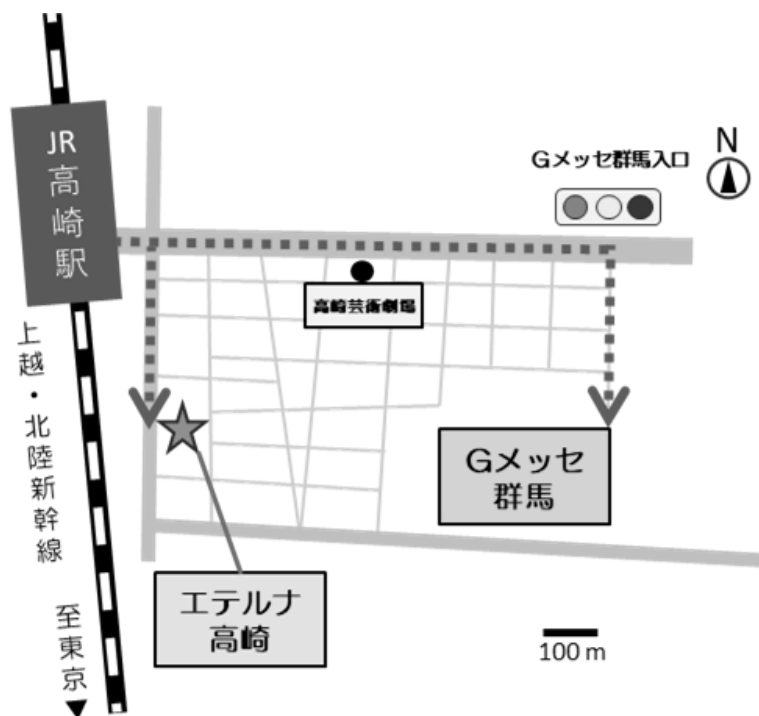 JR
高崎駅
Gメッセ群馬入口
N
高崎芸術劇場
上越・北陸新幹線
至東京
Gメッセ
群馬
エテルナ
高崎
100 m